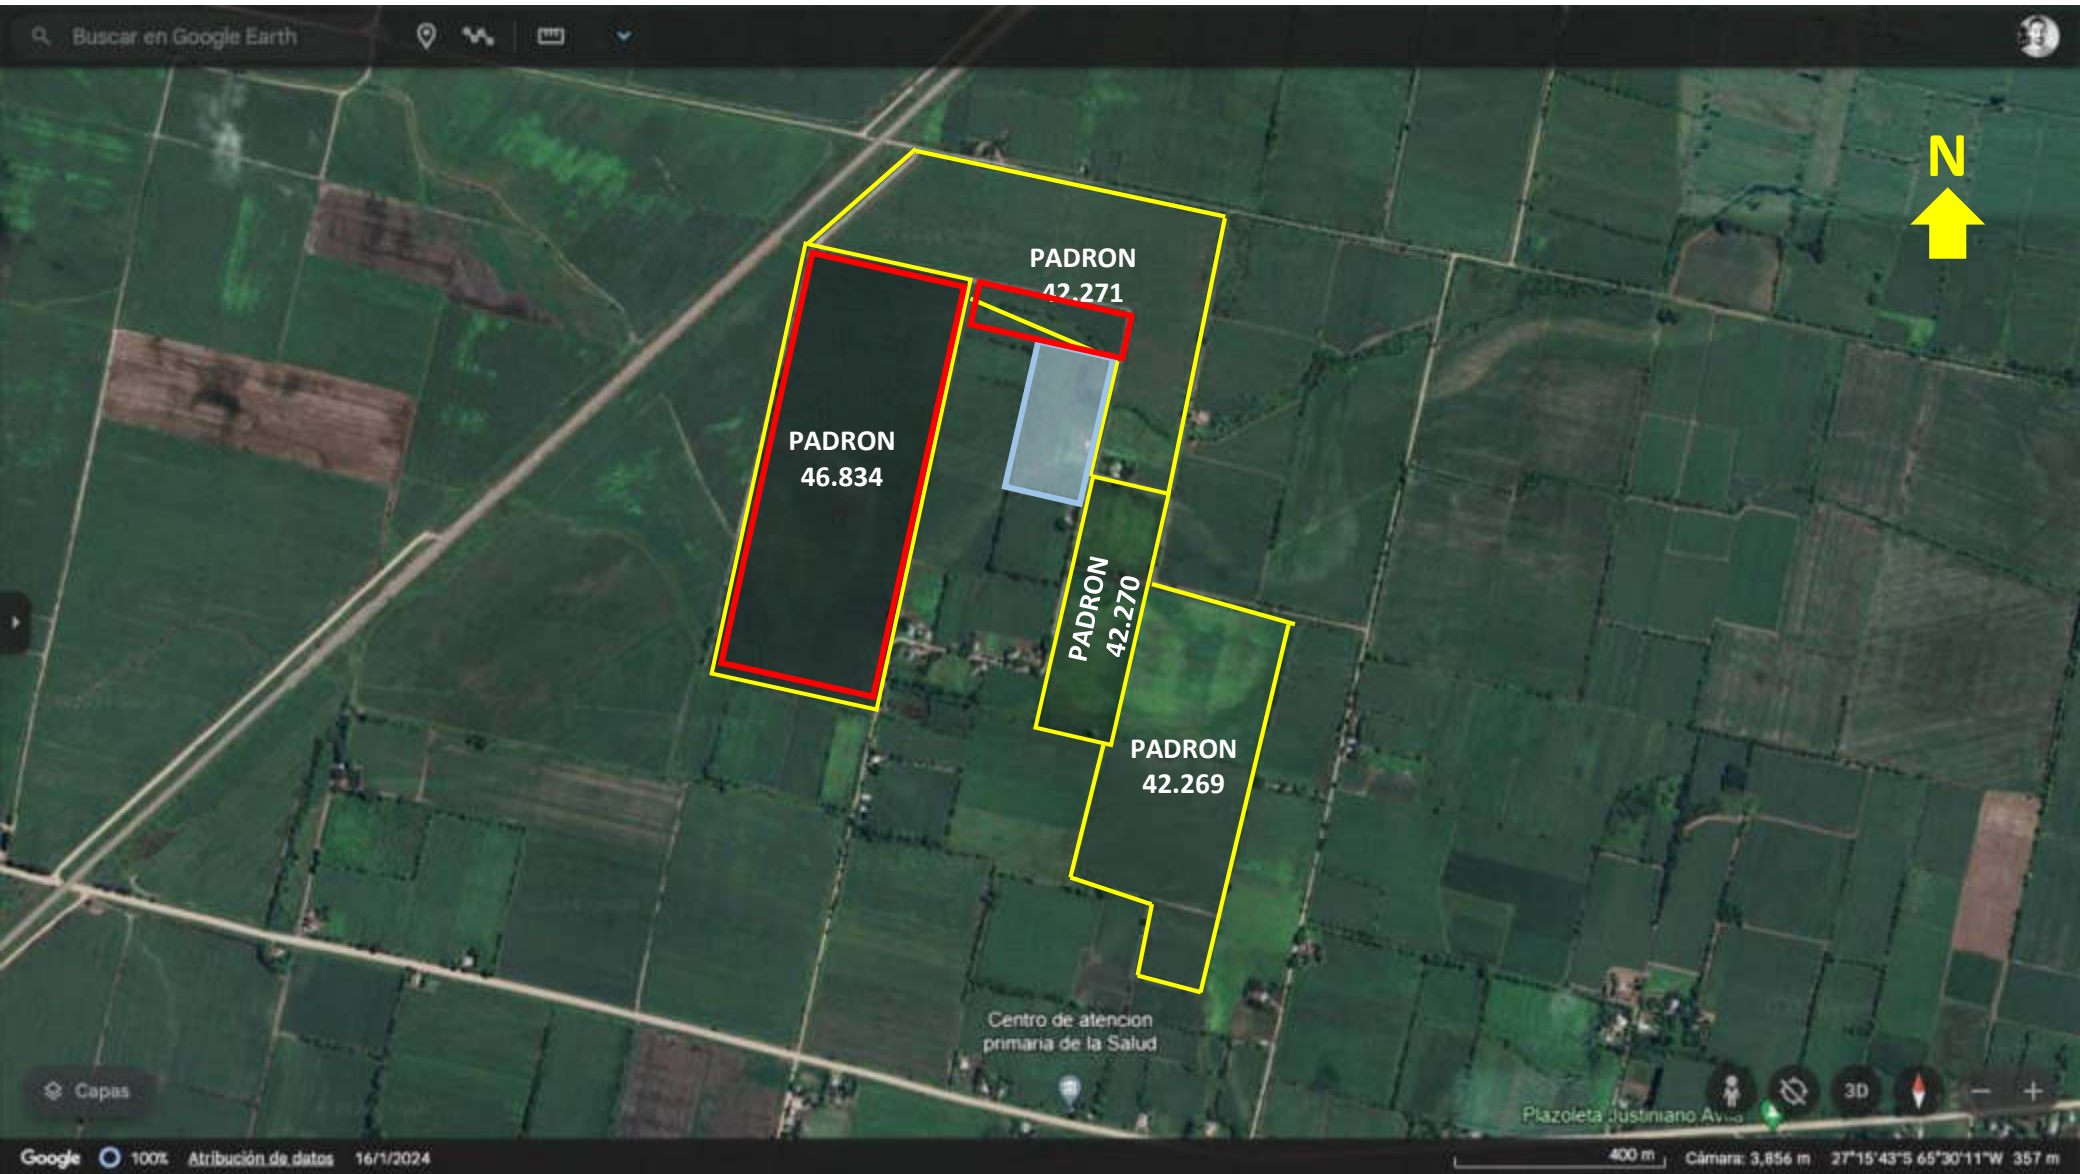 Buscar en Google Earth
N
PADRON
42.271
PADRON
46.834
PADRON
42.270
PADRON
42.269
Centro de atencion
primaria de la Salud
Capas
3D
Plazoleta Justiniano Avila
Google 100% Atribución de datos 16/1/2024 400 m Cámara: 3,856 m 27°15'43"S 65°30'11"W 357 m